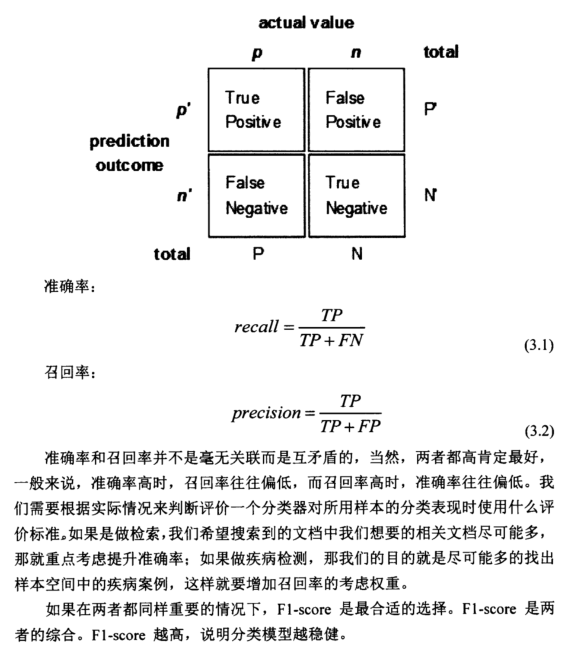 actual value
p n total
p' True Positive False Positive P'
prediction outcome
n' False Negative True Negative N'
total P N
准确率：
recall = TP / (TP + FN) (3.1)
召回率：
precision = TP / (TP + FP) (3.2)
准确率和召回率并不是毫无关联而是互矛盾的，当然，两者都高肯定最好，
一般来说，准确率高时，召回率往往偏低，而召回率高时，准确率往往偏低。我
们需要根据实际情况来判断评价一个分类器对所用样本的分类表现时使用什么评
价标准。如果是做检索，我们希望搜索到的文档中我们想要的相关文档尽可能多，
那就重点考虑提升准确率；如果做疾病检测，那我们的目的就是尽可能多的找出
样本空间中的疾病案例，这样就要增加召回率的考虑权重。
如果在两者都同样重要的情况下，F1-score 是最合适的选择。F1-score 是两
者的综合。F1-score 越高，说明分类模型越稳健。